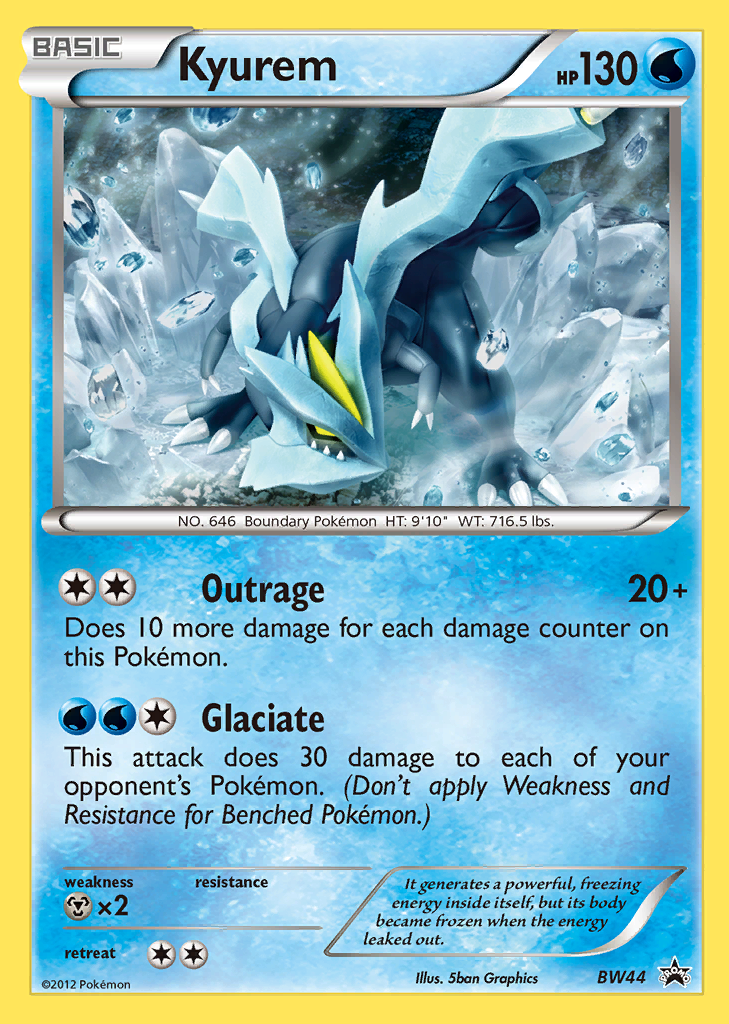 BASIC
Kyurem
HP130
NO. 646 Boundary Pokémon HT: 9'10" WT: 716.5 lbs.
Outrage 20+
Does 10 more damage for each damage counter on
this Pokémon.
Glaciate
This attack does 30 damage to each of your
opponent's Pokémon. (Don't apply Weakness and
Resistance for Benched Pokémon.)
weakness resistance
×2
retreat
It generates a powerful, freezing
energy inside itself, but its body
became frozen when the energy
leaked out.
©2012 Pokémon
Illus. 5ban Graphics
BW44
PROMO